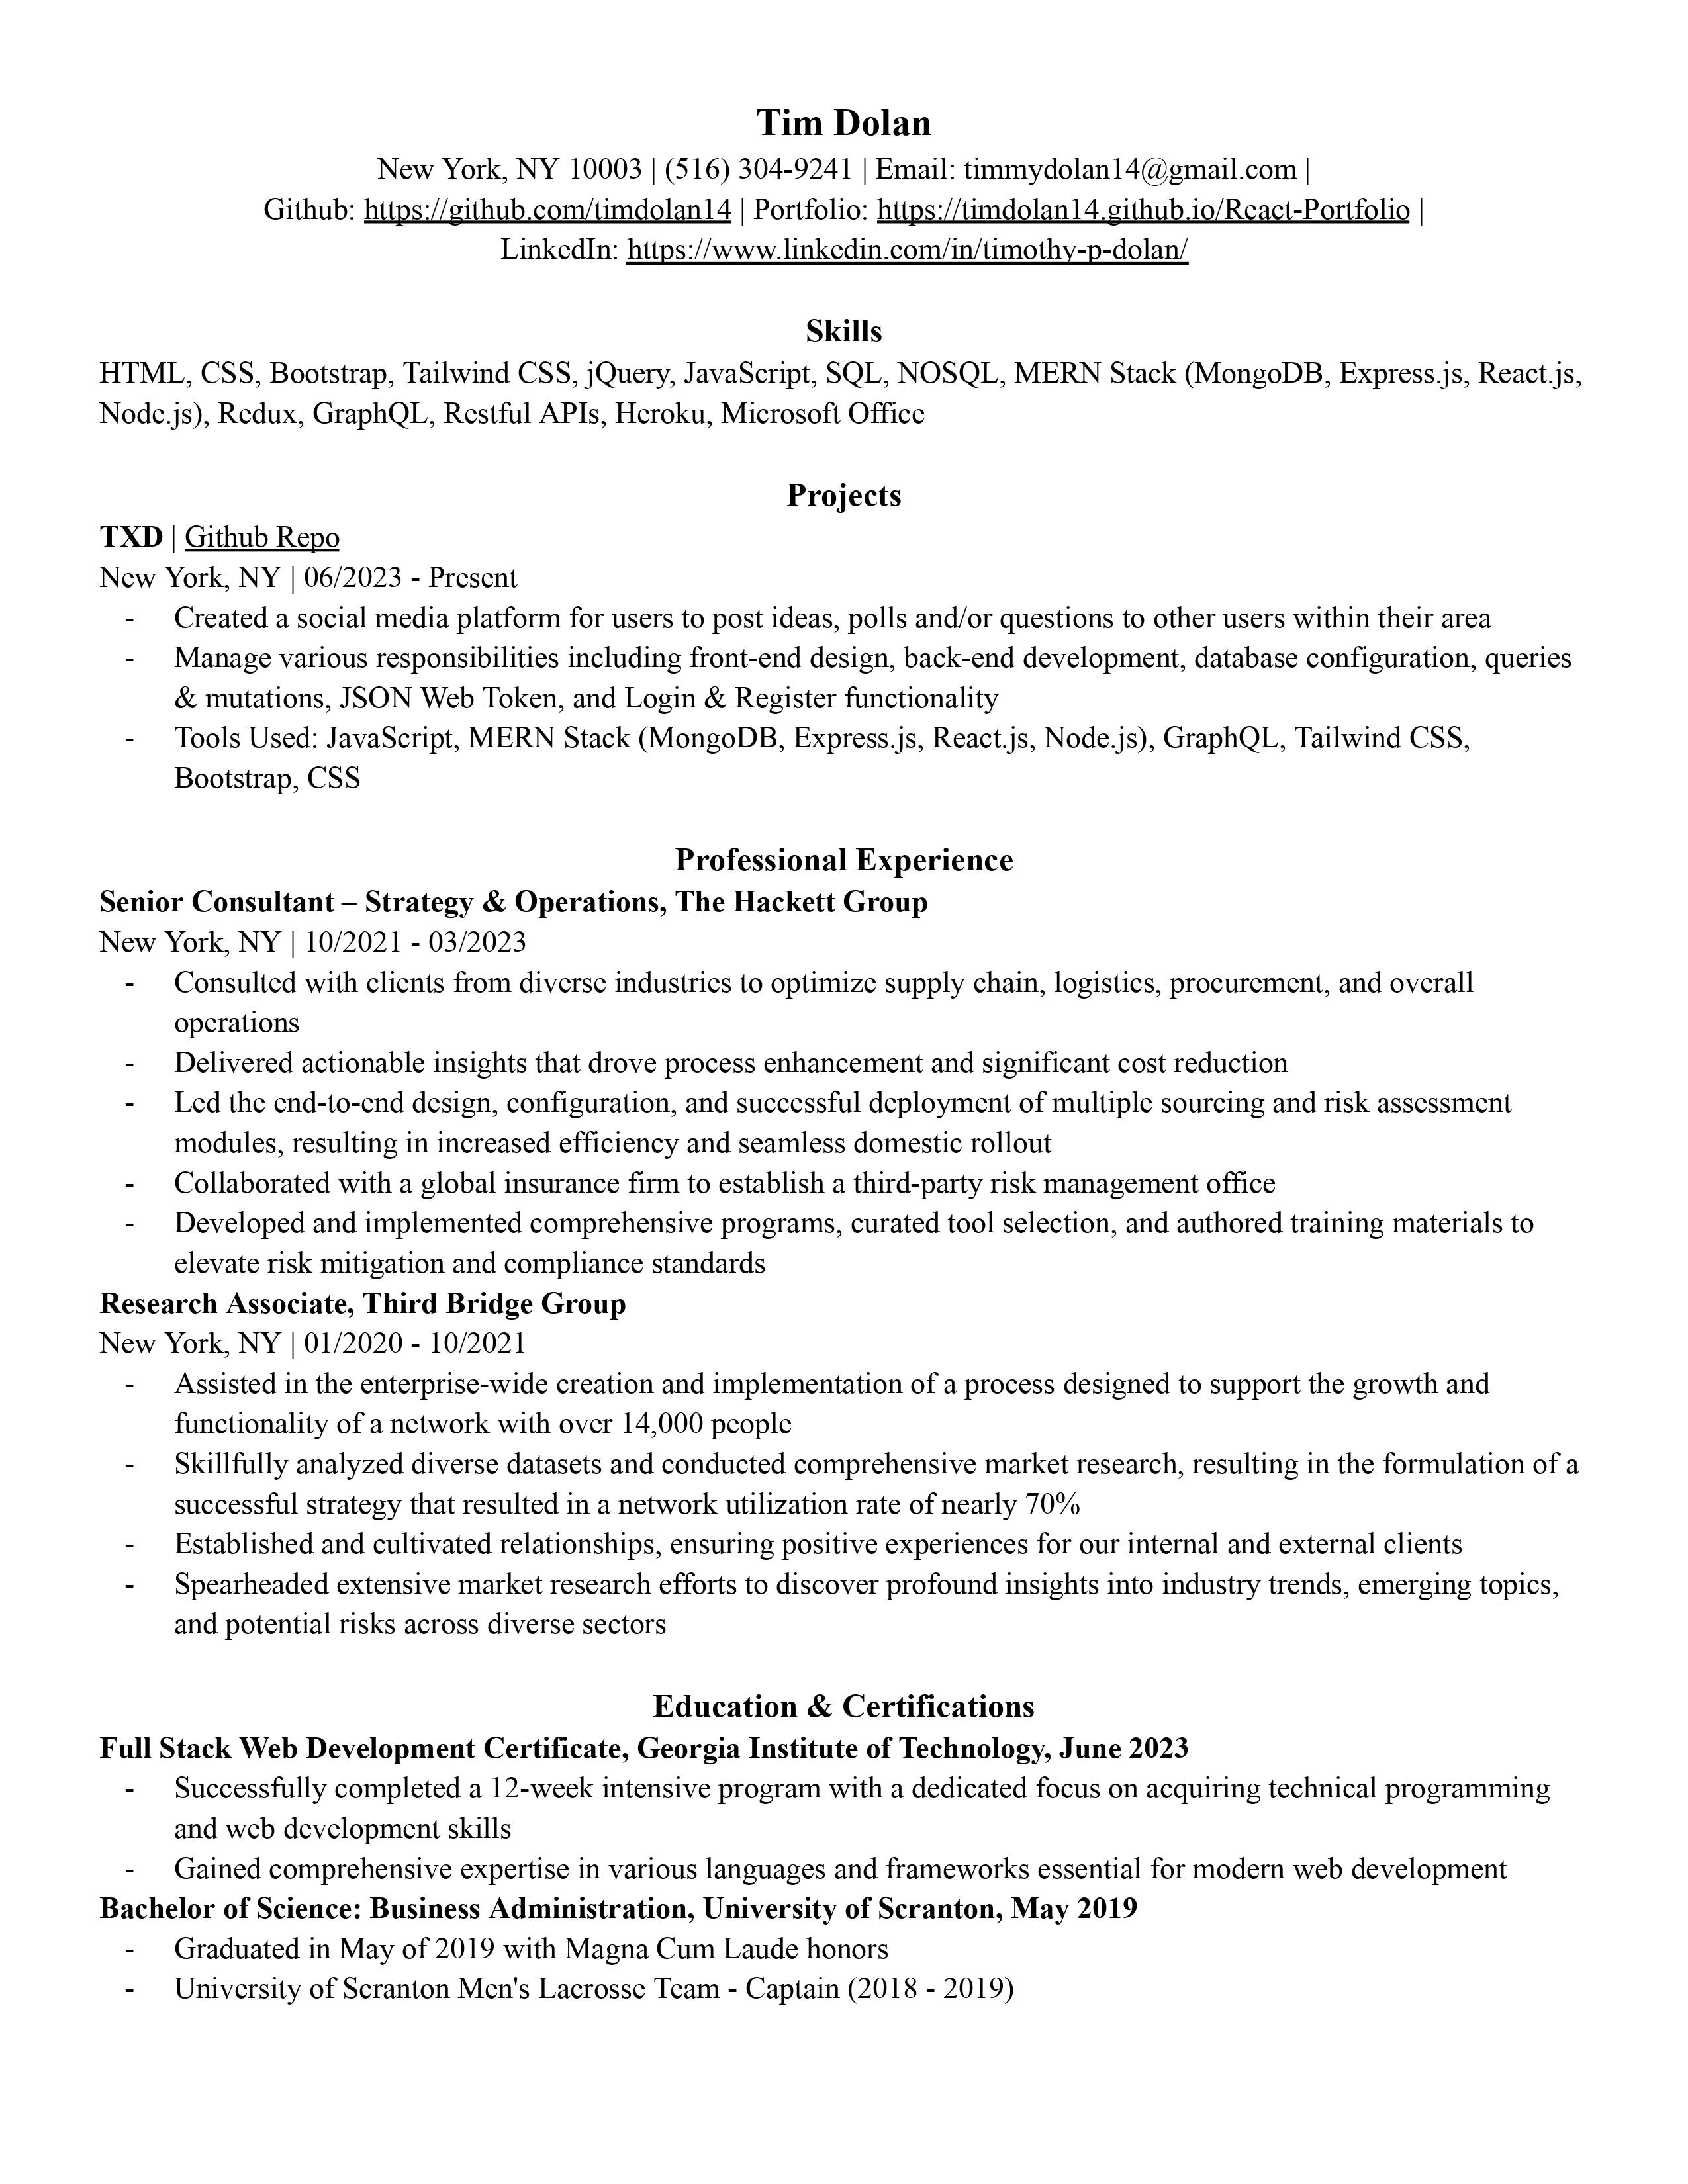 Tim Dolan
New York, NY 10003 | (516) 304-9241 | Email: timmydolan14@gmail.com |
Github: https://github.com/timdolan14 | Portfolio: https://timdolan14.github.io/React-Portfolio |
LinkedIn: https://www.linkedin.com/in/timothy-p-dolan/
Skills
HTML, CSS, Bootstrap, Tailwind CSS, jQuery, JavaScript, SQL, NOSQL, MERN Stack (MongoDB, Express.js, React.js,
Node.js), Redux, GraphQL, Restful APIs, Heroku, Microsoft Office
Projects
TXD | Github Repo
New York, NY | 06/2023 - Present
- Created a social media platform for users to post ideas, polls and/or questions to other users within their area
- Manage various responsibilities including front-end design, back-end development, database configuration, queries
& mutations, JSON Web Token, and Login & Register functionality
- Tools Used: JavaScript, MERN Stack (MongoDB, Express.js, React.js, Node.js), GraphQL, Tailwind CSS,
Bootstrap, CSS
Professional Experience
Senior Consultant – Strategy & Operations, The Hackett Group
New York, NY | 10/2021 - 03/2023
- Consulted with clients from diverse industries to optimize supply chain, logistics, procurement, and overall
operations
- Delivered actionable insights that drove process enhancement and significant cost reduction
- Led the end-to-end design, configuration, and successful deployment of multiple sourcing and risk assessment
modules, resulting in increased efficiency and seamless domestic rollout
- Collaborated with a global insurance firm to establish a third-party risk management office
- Developed and implemented comprehensive programs, curated tool selection, and authored training materials to
elevate risk mitigation and compliance standards
Research Associate, Third Bridge Group
New York, NY | 01/2020 - 10/2021
- Assisted in the enterprise-wide creation and implementation of a process designed to support the growth and
functionality of a network with over 14,000 people
- Skillfully analyzed diverse datasets and conducted comprehensive market research, resulting in the formulation of a
successful strategy that resulted in a network utilization rate of nearly 70%
- Established and cultivated relationships, ensuring positive experiences for our internal and external clients
- Spearheaded extensive market research efforts to discover profound insights into industry trends, emerging topics,
and potential risks across diverse sectors
Education & Certifications
Full Stack Web Development Certificate, Georgia Institute of Technology, June 2023
- Successfully completed a 12-week intensive program with a dedicated focus on acquiring technical programming
and web development skills
- Gained comprehensive expertise in various languages and frameworks essential for modern web development
Bachelor of Science: Business Administration, University of Scranton, May 2019
- Graduated in May of 2019 with Magna Cum Laude honors
- University of Scranton Men's Lacrosse Team - Captain (2018 - 2019)